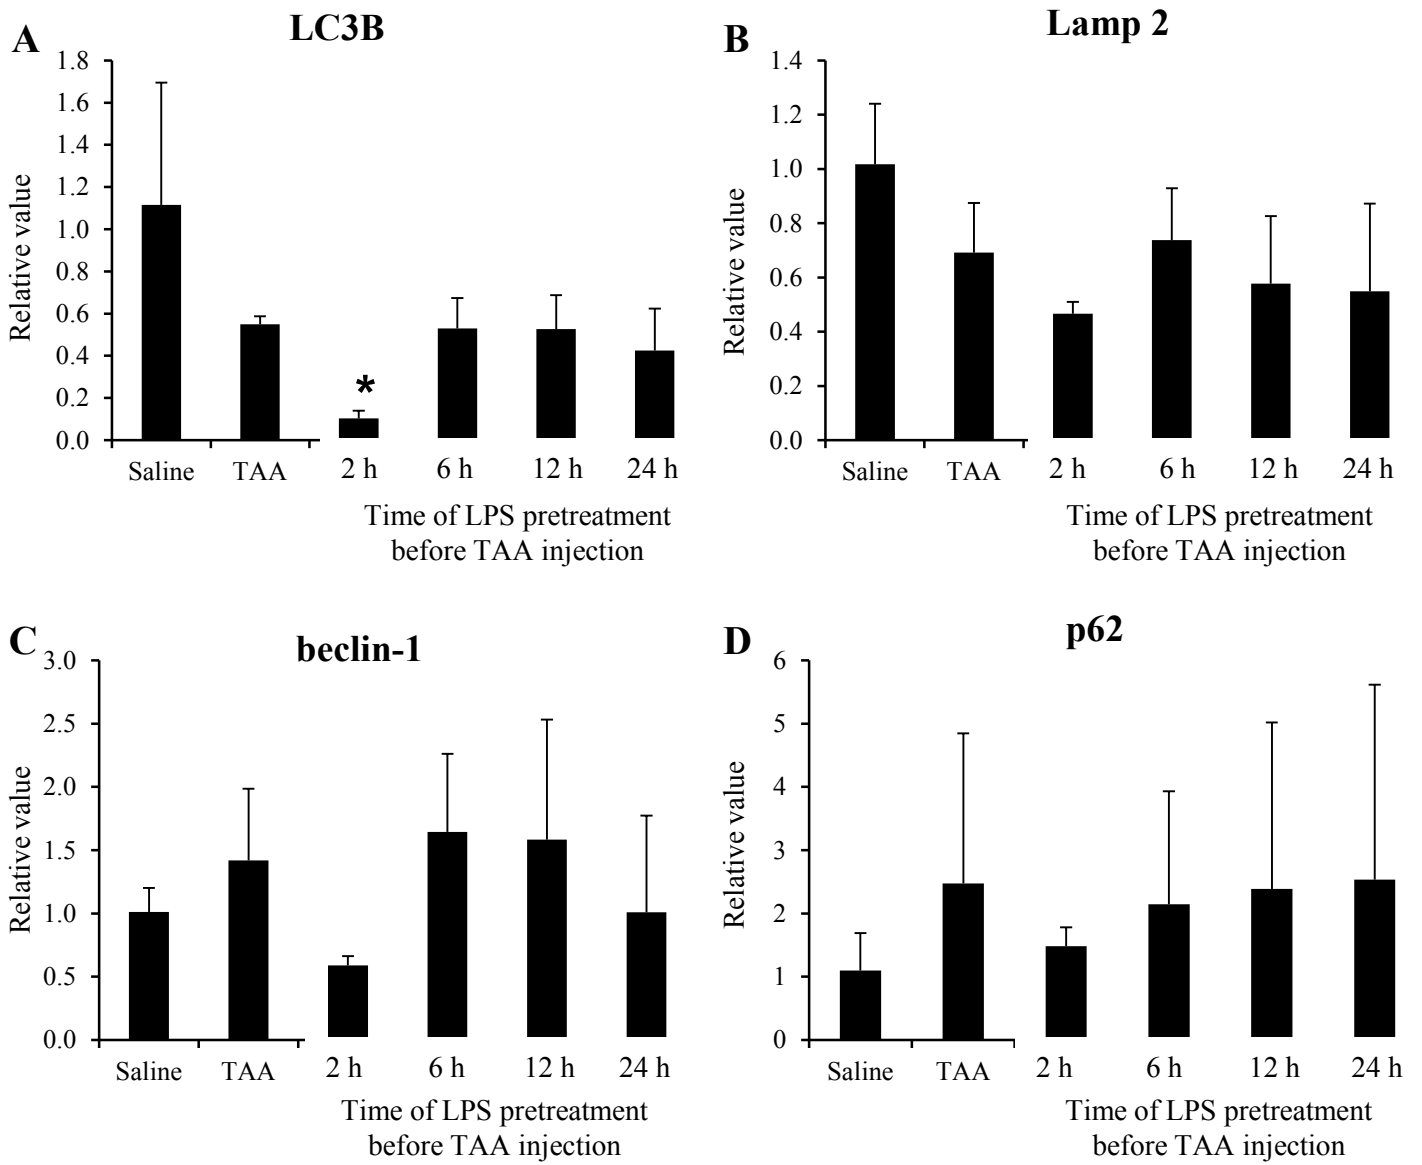 A
LC3B
1.8
1.6
1.4
1.2
1.0
0.8
0.6
0.4
0.2
0.0
Relative value
*
Saline
TAA
2 h
6 h
12 h
24 h
Time of LPS pretreatment
before TAA injection
B
Lamp 2
1.4
1.2
1.0
0.8
0.6
0.4
0.2
0.0
Relative value
Saline
TAA
2 h
6 h
12 h
24 h
Time of LPS pretreatment
before TAA injection
C
beclin-1
3.0
2.5
2.0
1.5
1.0
0.5
0.0
Relative value
Saline
TAA
2 h
6 h
12 h
24 h
Time of LPS pretreatment
before TAA injection
D
p62
6
5
4
3
2
1
0
Relative value
Saline
TAA
2 h
6 h
12 h
24 h
Time of LPS pretreatment
before TAA injection